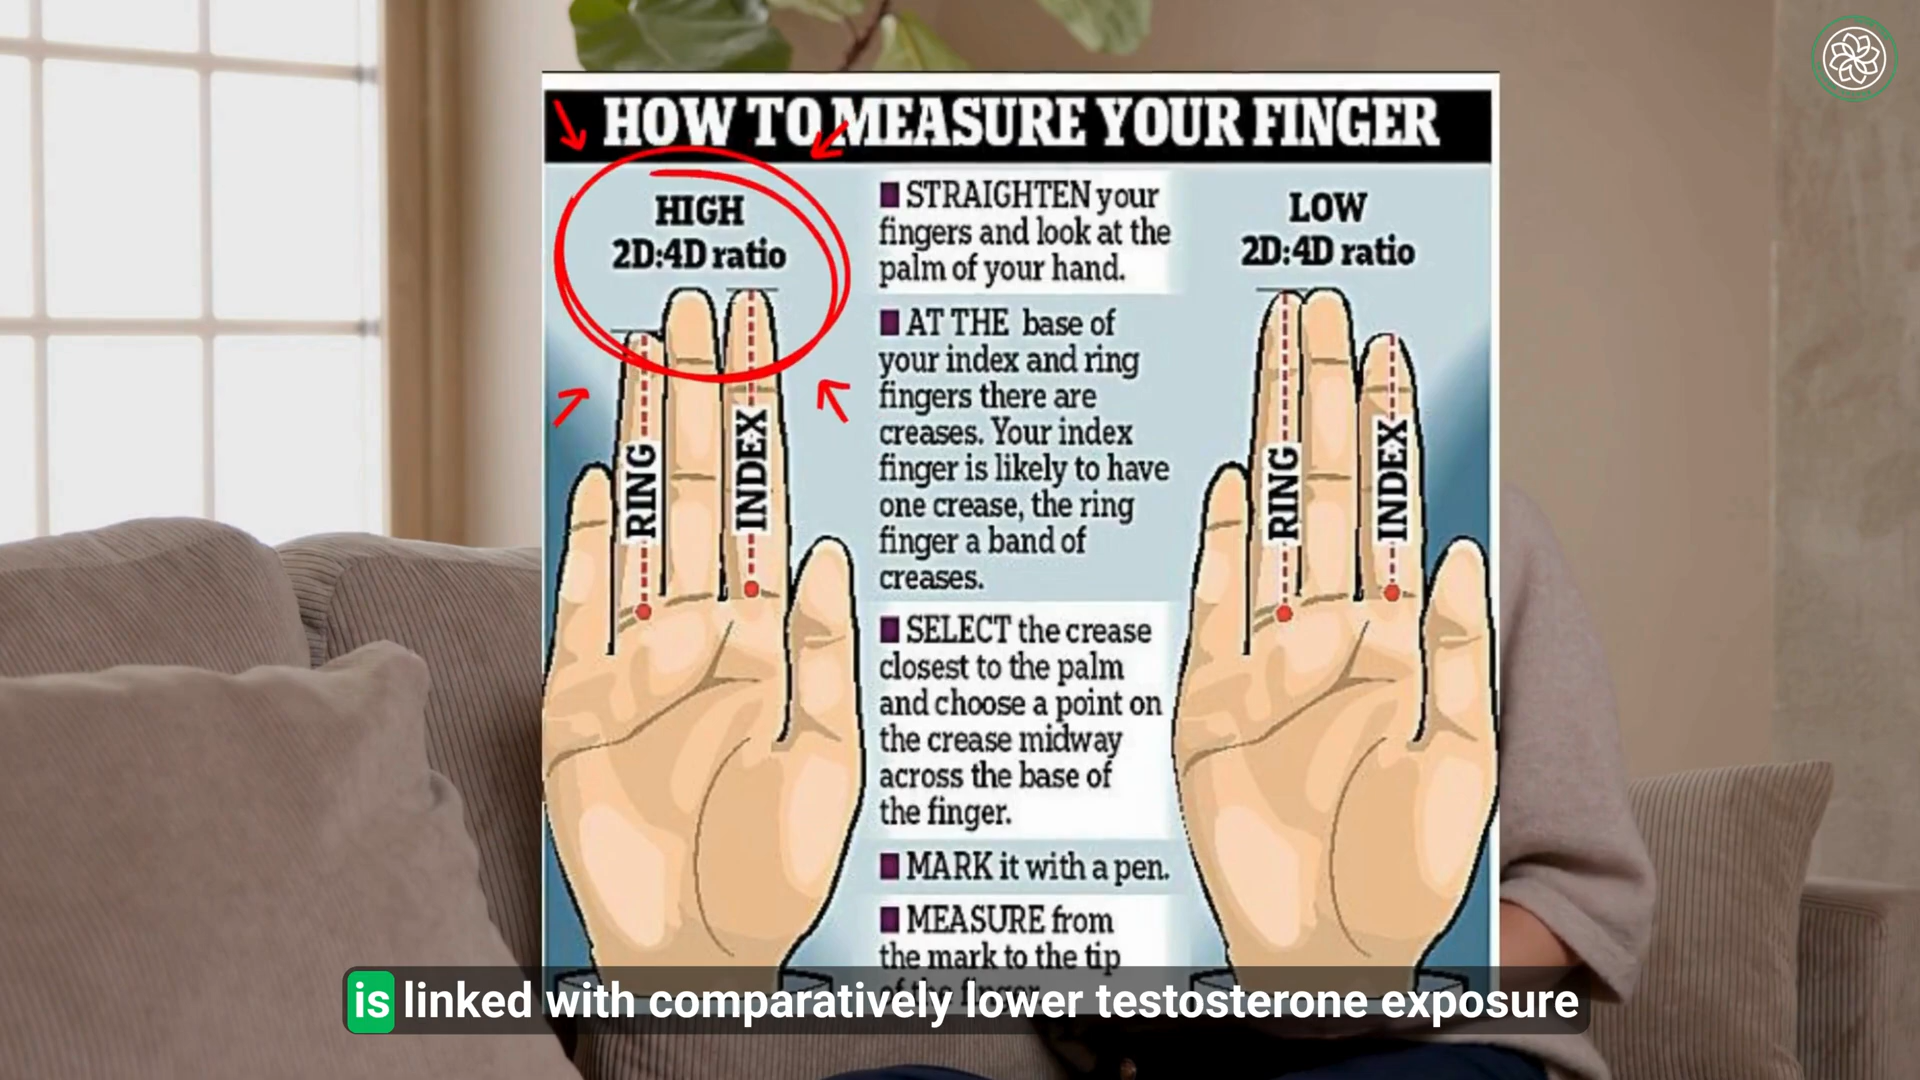 HOW TO MEASURE YOUR FINGER
HIGH
2D:4D ratio
RING
INDEX
■ STRAIGHTEN your
fingers and look at the
palm of your hand.
■ AT THE base of
your index and ring
fingers there are
creases. Your index
finger is likely to have
one crease, the ring
finger a band of
creases.
■ SELECT the crease
closest to the palm
and choose a point on
the crease midway
across the base of
the finger.
■ MARK it with a pen.
■ MEASURE from
the mark to the tip
of the finger
LOW
2D:4D ratio
RING
INDEX
is linked with comparatively lower testosterone exposure